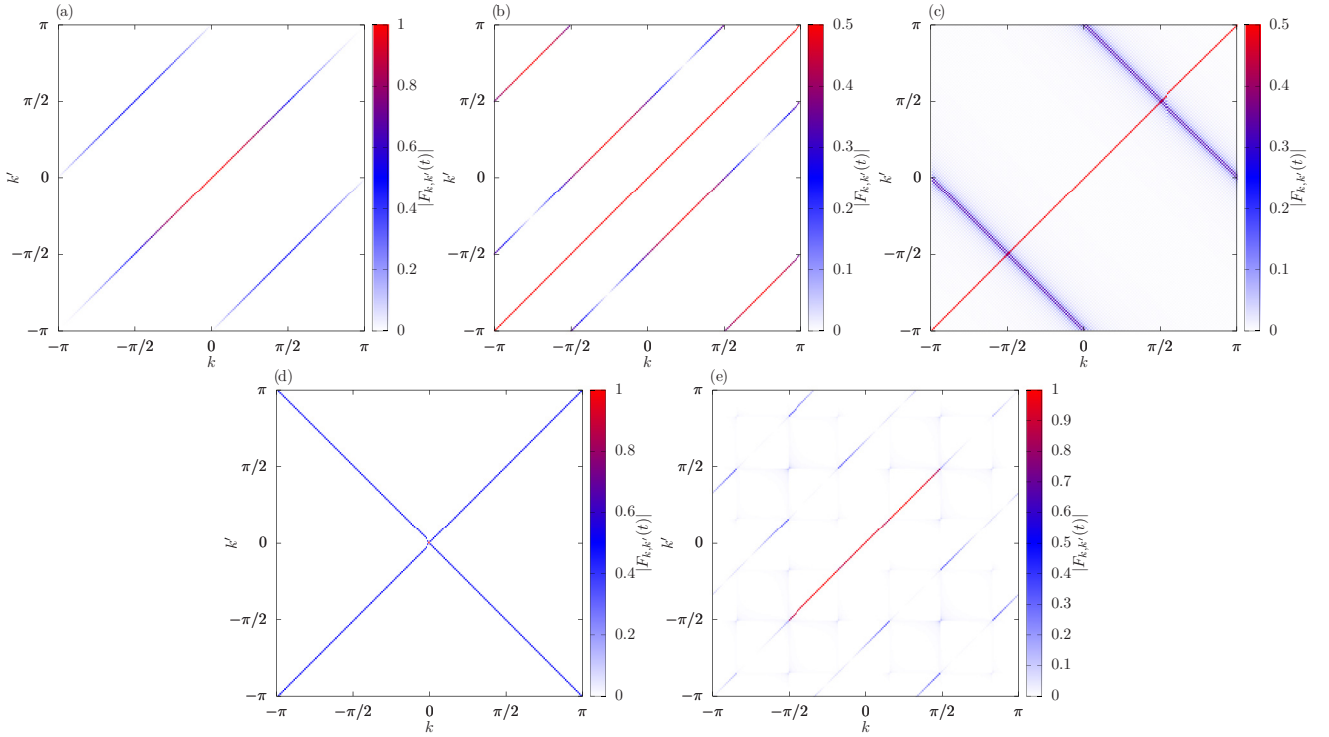 (a)
π
π/2
0
−π/2
−π
k′
−π
−π/2
0
π/2
π
k
1
0.8
0.6
0.4
0.2
0
|F_{k,k′}(t)|
(b)
π
π/2
0
−π/2
−π
k′
−π
−π/2
0
π/2
π
k
0.5
0.4
0.3
0.2
0.1
0
|F_{k,k′}(t)|
(c)
π
π/2
0
−π/2
−π
k′
−π
−π/2
0
π/2
π
k
0.5
0.4
0.3
0.2
0.1
0
|F_{k,k′}(t)|
(d)
π
π/2
0
−π/2
−π
k′
−π
−π/2
0
π/2
π
k
1
0.8
0.6
0.4
0.2
0
|F_{k,k′}(t)|
(e)
π
π/2
0
−π/2
−π
k′
−π
−π/2
0
π/2
π
k
1
0.9
0.8
0.7
0.6
0.5
0.4
0.3
0.2
0.1
0
|F_{k,k′}(t)|